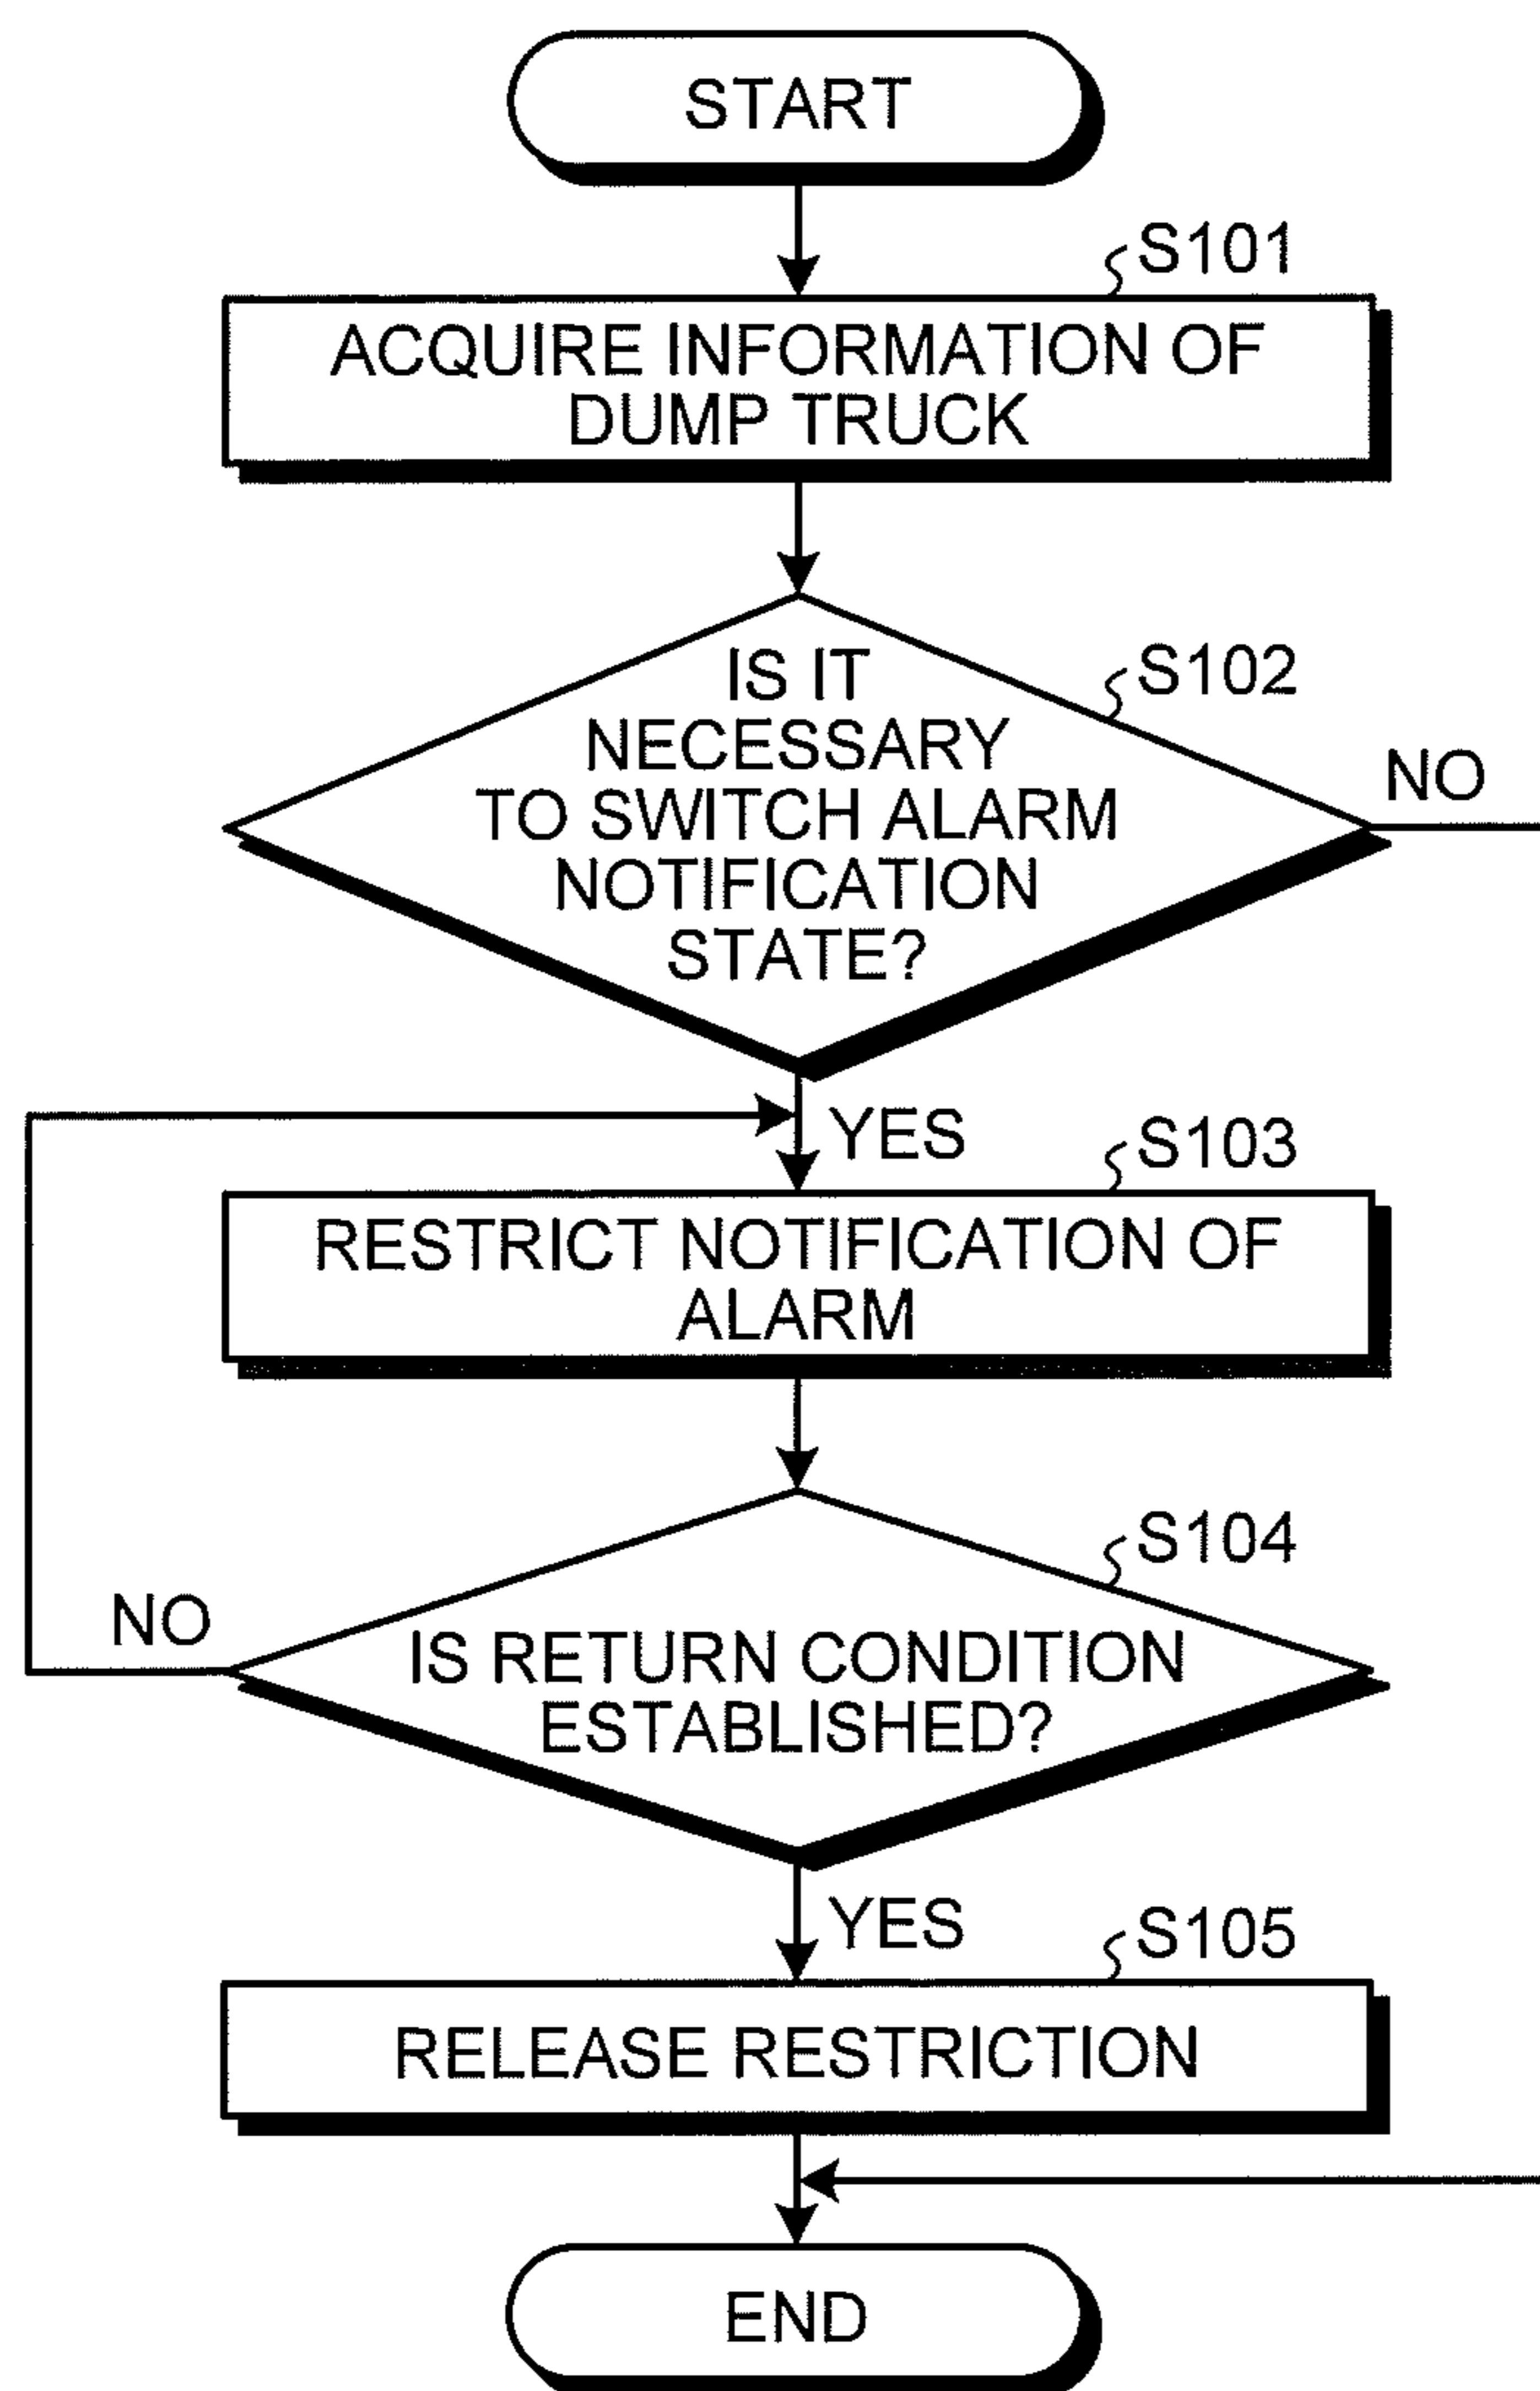 START
S101
ACQUIRE INFORMATION OF
DUMP TRUCK
S102
IS IT
NECESSARY
TO SWITCH ALARM
NOTIFICATION
STATE?
NO
YES
S103
RESTRICT NOTIFICATION OF
ALARM
S104
NO
IS RETURN CONDITION
ESTABLISHED?
YES
S105
RELEASE RESTRICTION
END